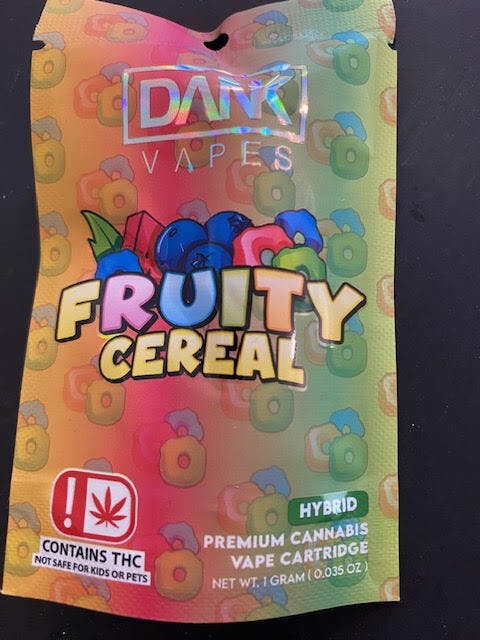 DANK
VAPES
FRUITY
CEREAL
!
CONTAINS THC
NOT SAFE FOR KIDS OR PETS
HYBRID
PREMIUM CANNABIS
VAPE CARTRIDGE
NET WT. 1 GRAM ( 0.035 OZ )